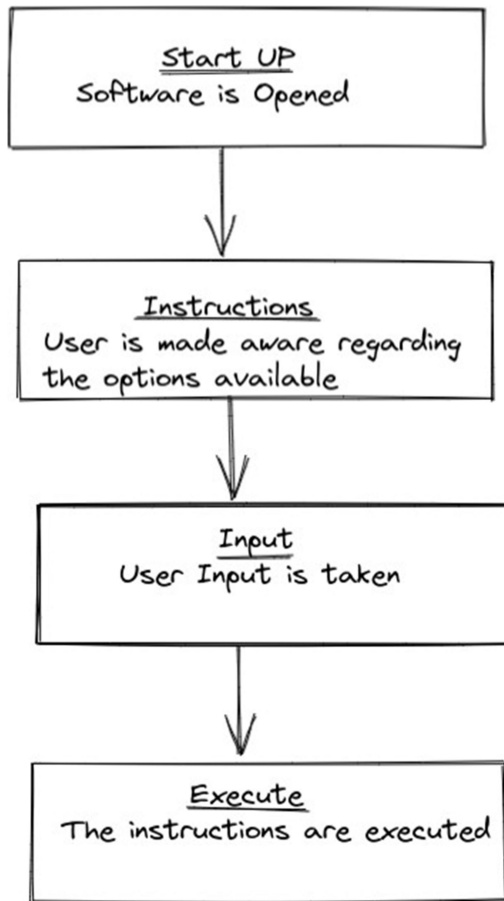 Start UP
Software is Opened
Instructions
User is made aware regarding
the options available
Input
User Input is taken
Execute
The instructions are executed